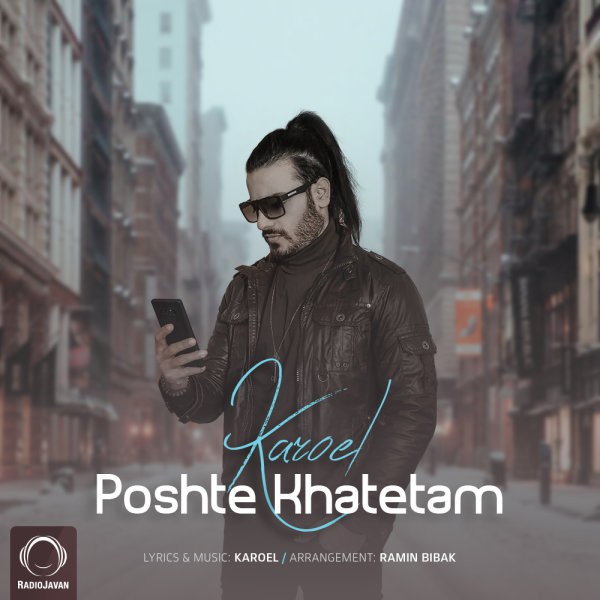 Karoel
Poshte Khatetam
LYRICS & MUSIC: KAROEL / ARRANGEMENT: RAMIN BIBAK
RADIOJAVAN